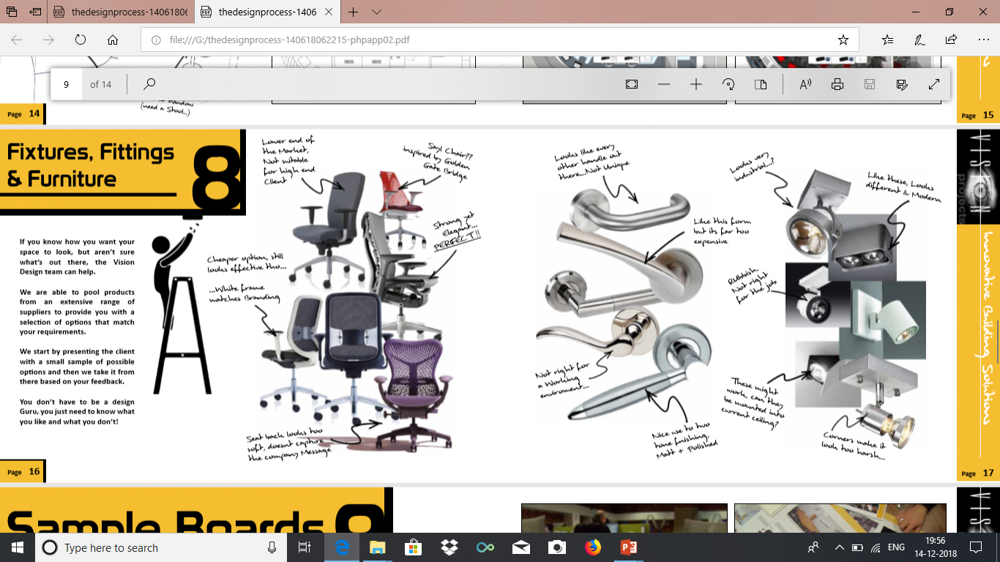 thedesignprocess-14061806
thedesignprocess-1406
file:///G:/thedesignprocess-140618062215-phpapp02.pdf
9 of 14
Window
(need a Stool..)
Page 14
Page 15
Fixtures, Fittings
& Furniture
8
If you know how you want your
space to look, but aren't sure
what's out there, the Vision
Design team can help.
We are able to pool products
from an extensive range of
suppliers to provide you with a
selection of options that match
your requirements.
We start by presenting the client
with a small sample of possible
options and then we take it from
there based on your feedback.
You don't have to be a design
Guru, you just need to know what
you like and what you don't!
Page 16
Lower end of
the Market,
Not suitable
for high end
Client
Sayl Chair??
inspired by Golden
Gate Bridge
Strong yet
Elegant...
PERFECT!!
Cheaper option, still
looks effective tho...
...White frame
matches Branding
Seat back looks too
soft, doesnt capture
the company Message
Looks like every
other handle out
there...Not Unique
Like this form
but its far too
expensive
Not right for
a Working
enviroment...
Nice use to two
tone finishing,
Matt + Polished
Looks very
industrial..?
Like these, Looks
different & Modern
Rubbish.
Not right
for the job
These might
work, can they
be mounted into
current ceiling?
Corners make it
look too harsh...
VISION
projects
Innovative Building Solutions
Page 17
Sample Boards
9
VIS
Type here to search
ENG
19:56
14-12-2018